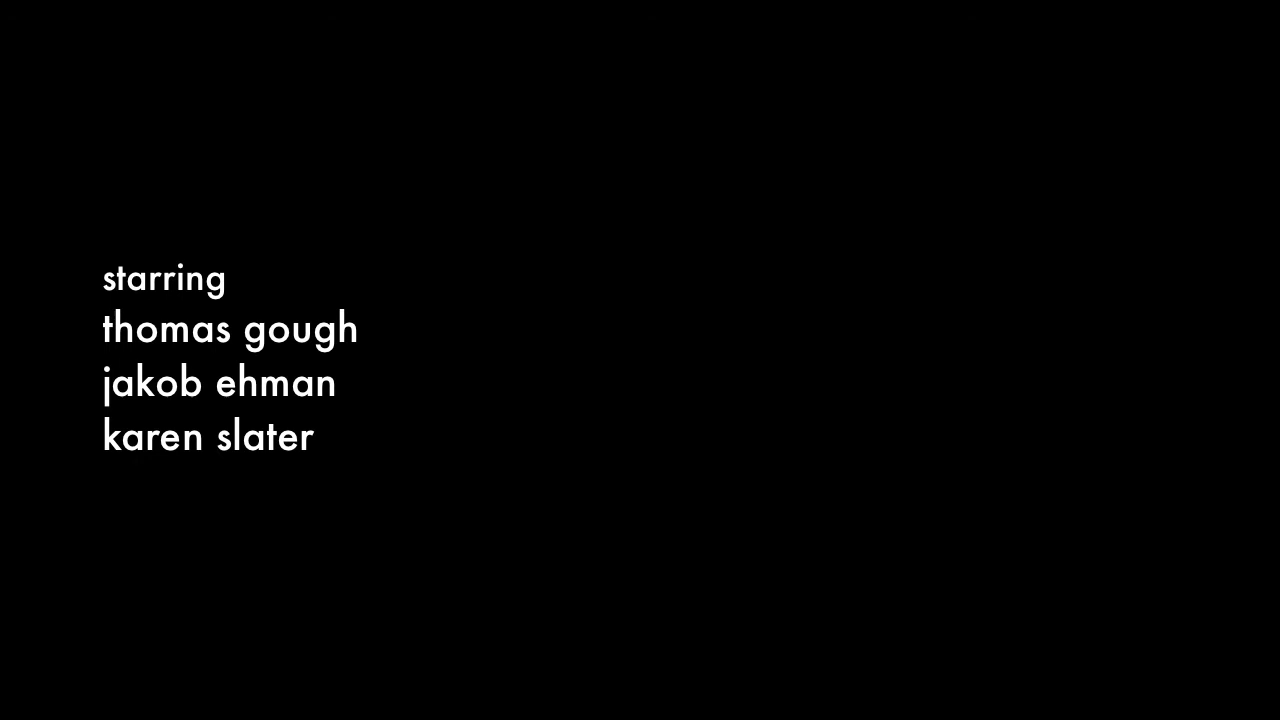 starring
thomas gough
jakob ehman
karen slater